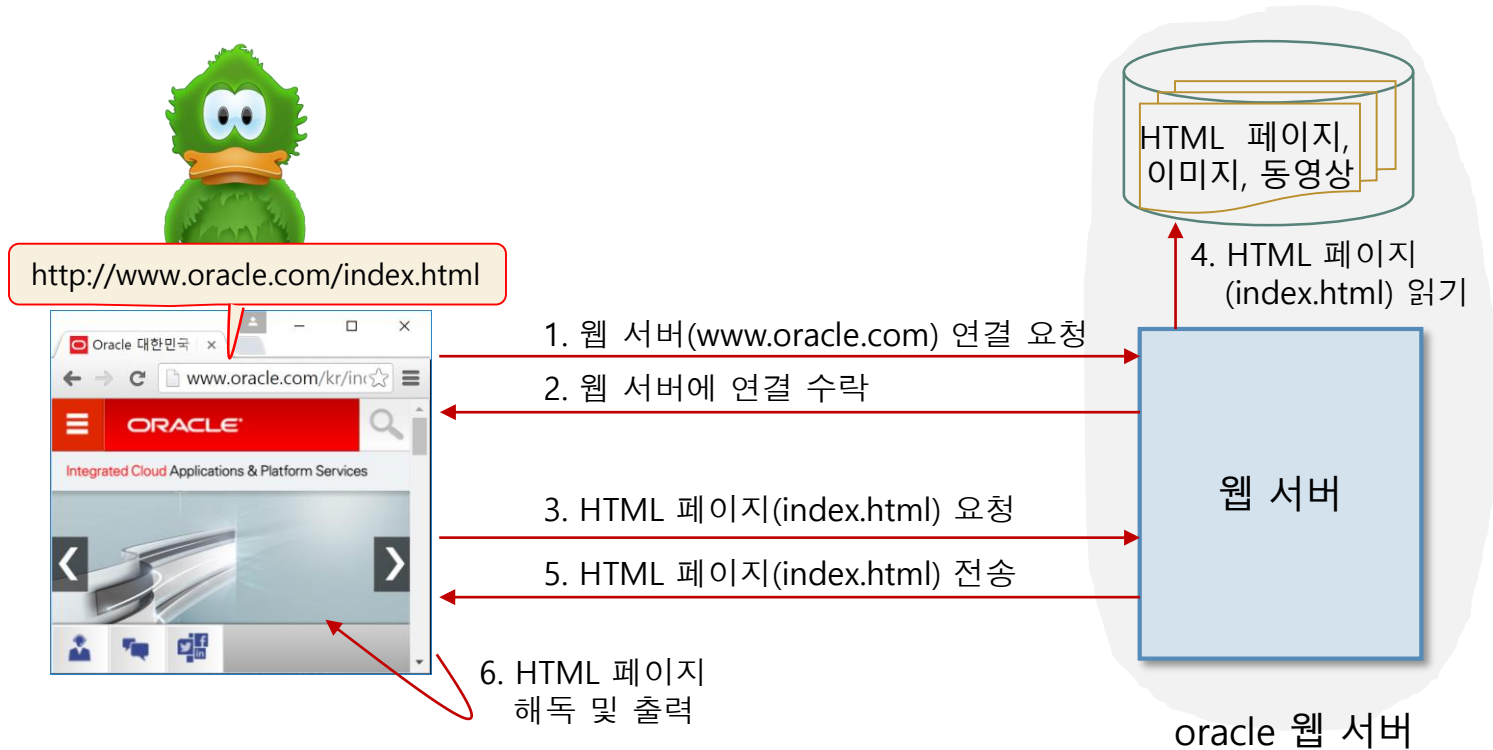 HTML 페이지,
이미지, 동영상
http://www.oracle.com/index.html
4. HTML 페이지
(index.html) 읽기
Oracle 대한민국
www.oracle.com/kr/in
1. 웹 서버(www.oracle.com) 연결 요청
2. 웹 서버에 연결 수락
ORACLE
Integrated Cloud Applications & Platform Services
웹 서버
3. HTML 페이지(index.html) 요청
5. HTML 페이지(index.html) 전송
6. HTML 페이지
해독 및 출력
oracle 웹 서버